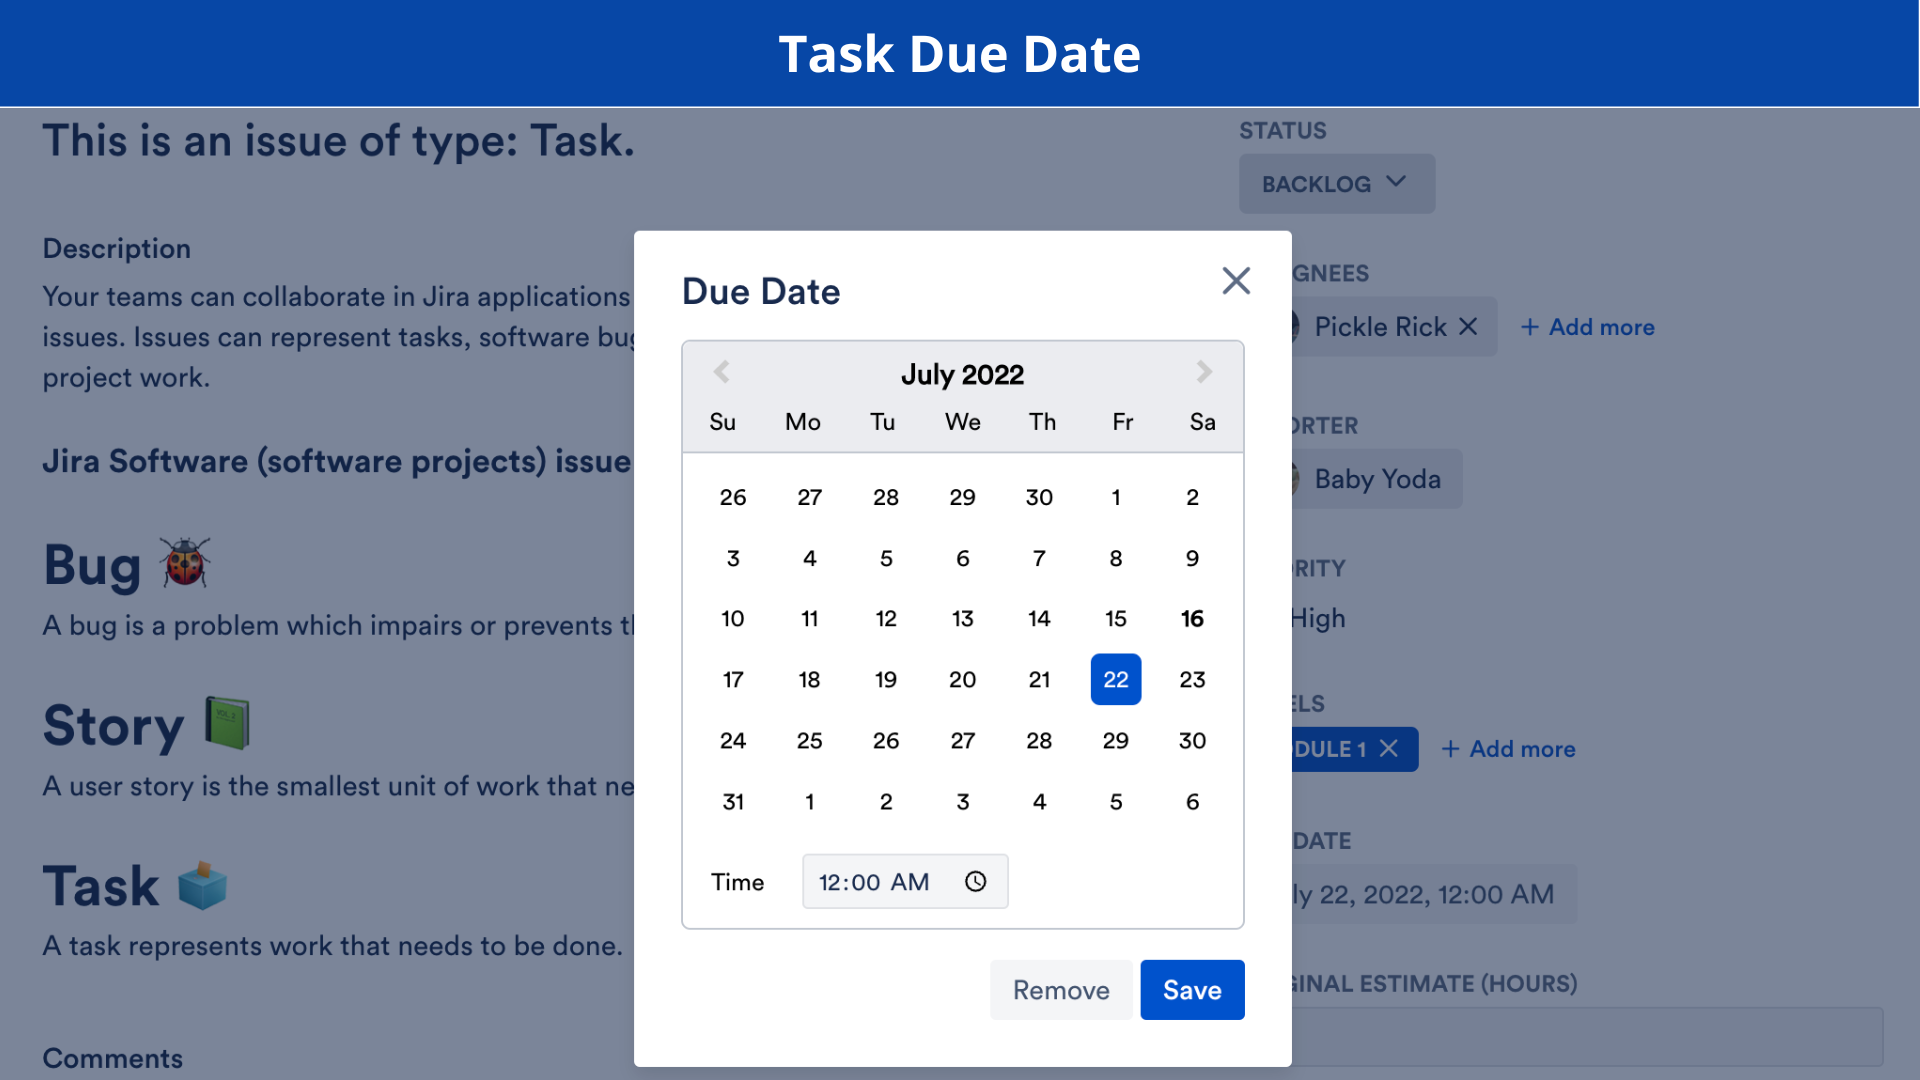 Task Due Date
This is an issue of type: Task.
Description
Your teams can collaborate in Jira applications
issues. Issues can represent tasks, software bug
project work.
Jira Software (software projects) issue
Bug
A bug is a problem which impairs or prevents
Story
VOL. 2
A user story is the smallest unit of work that ne
Task
A task represents work that needs to be done.
Comments
Due Date
July 2022
Su Mo Tu We Th Fr Sa
26 27 28 29 30 1 2
3 4 5 6 7 8 9
10 11 12 13 14 15 16
17 18 19 20 21 22 23
24 25 26 27 28 29 30
31 1 2 3 4 5 6
Time 12:00 AM
Remove Save
STATUS
BACKLOG
GNEES
Pickle Rick + Add more
ORTER
Baby Yoda
RITY
High
ELS
DULE 1 + Add more
DATE
ly 22, 2022, 12:00 AM
GINAL ESTIMATE (HOURS)